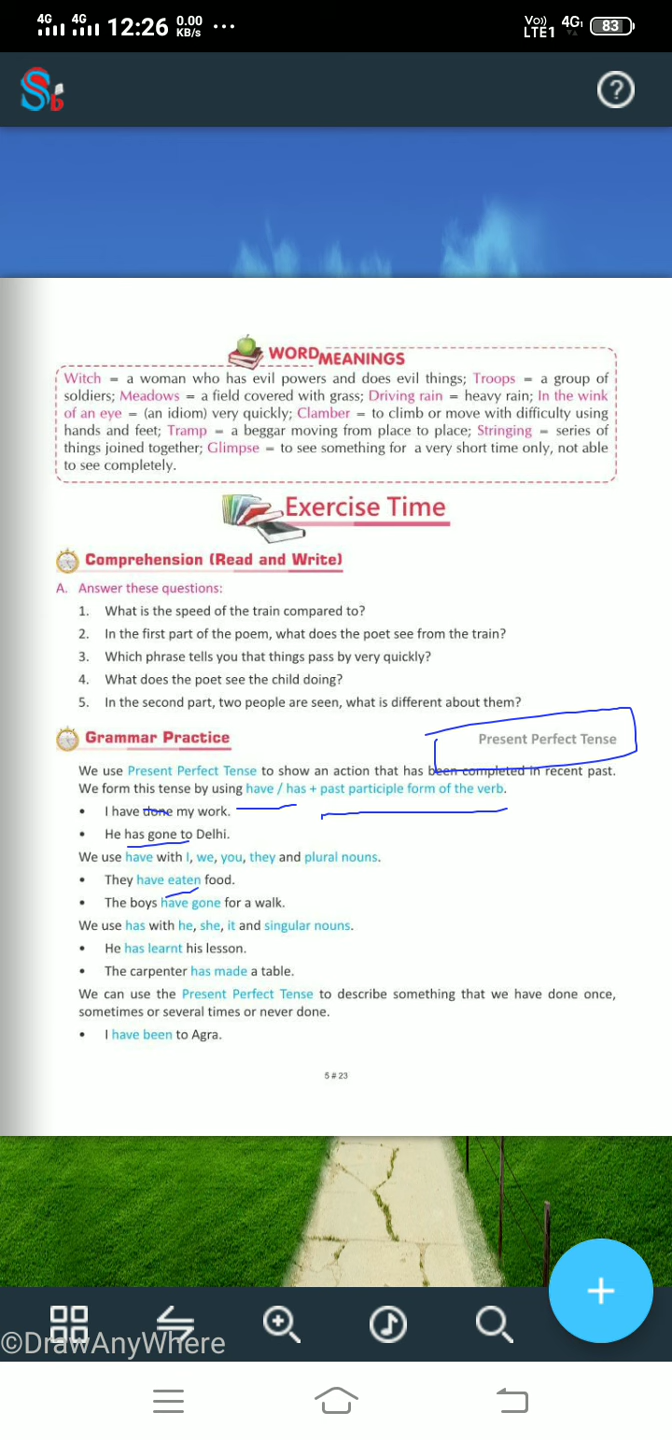 4G 4G 12:26 0.00 KB/s ... Vo)) LTE1 4G 83
Sb ?
WORD MEANINGS
Witch = a woman who has evil powers and does evil things; Troops = a group of
soldiers; Meadows = a field covered with grass; Driving rain = heavy rain; In the wink
of an eye = (an idiom) very quickly; Clamber = to climb or move with difficulty using
hands and feet; Tramp = a beggar moving from place to place; Stringing = series of
things joined together; Glimpse = to see something for a very short time only, not able
to see completely.
Exercise Time
Comprehension (Read and Write)
A. Answer these questions:
1. What is the speed of the train compared to?
2. In the first part of the poem, what does the poet see from the train?
3. Which phrase tells you that things pass by very quickly?
4. What does the poet see the child doing?
5. In the second part, two people are seen, what is different about them?
Grammar Practice Present Perfect Tense
We use Present Perfect Tense to show an action that has been completed in recent past.
We form this tense by using have / has + past participle form of the verb.
• I have done my work.
• He has gone to Delhi.
We use have with I, we, you, they and plural nouns.
• They have eaten food.
• The boys have gone for a walk.
We use has with he, she, it and singular nouns.
• He has learnt his lesson.
• The carpenter has made a table.
We can use the Present Perfect Tense to describe something that we have done once,
sometimes or several times or never done.
• I have been to Agra.
5 # 23
©DrawAnyWhere